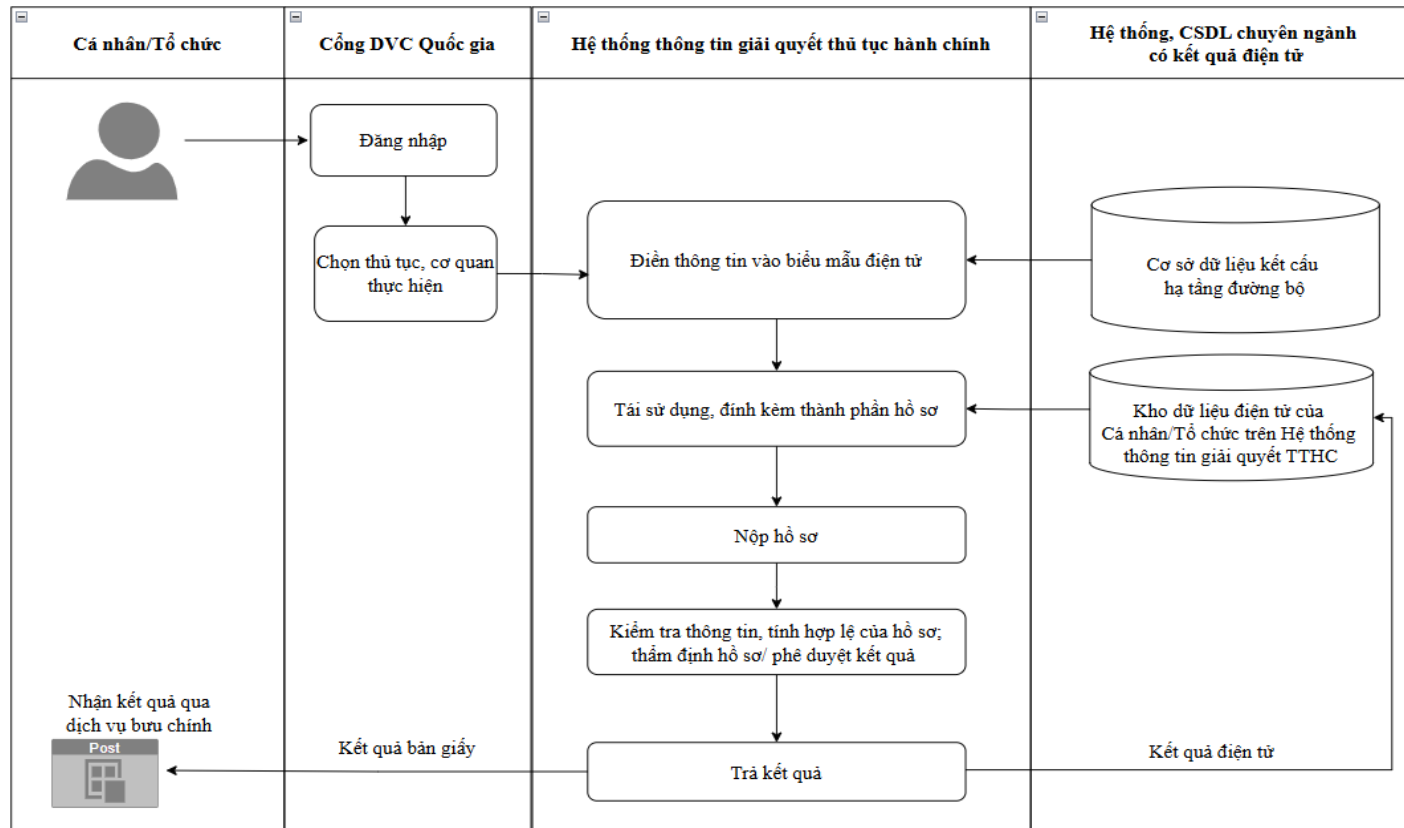 Cá nhân/Tổ chức
Cổng DVC Quốc gia
Hệ thống thông tin giải quyết thủ tục hành chính
Hệ thống, CSDL chuyên ngành
có kết quả điện tử
Đăng nhập
Chọn thủ tục, cơ quan
thực hiện
Điền thông tin vào biểu mẫu điện tử
Cơ sở dữ liệu kết cấu
hạ tầng đường bộ
Tái sử dụng, đính kèm thành phần hồ sơ
Kho dữ liệu điện tử của
Cá nhân/Tổ chức trên Hệ thống
thông tin giải quyết TTHC
Nộp hồ sơ
Kiểm tra thông tin, tính hợp lệ của hồ sơ;
thẩm định hồ sơ/ phê duyệt kết quả
Nhận kết quả qua
dịch vụ bưu chính
Post
Kết quả bản giấy
Trả kết quả
Kết quả điện tử